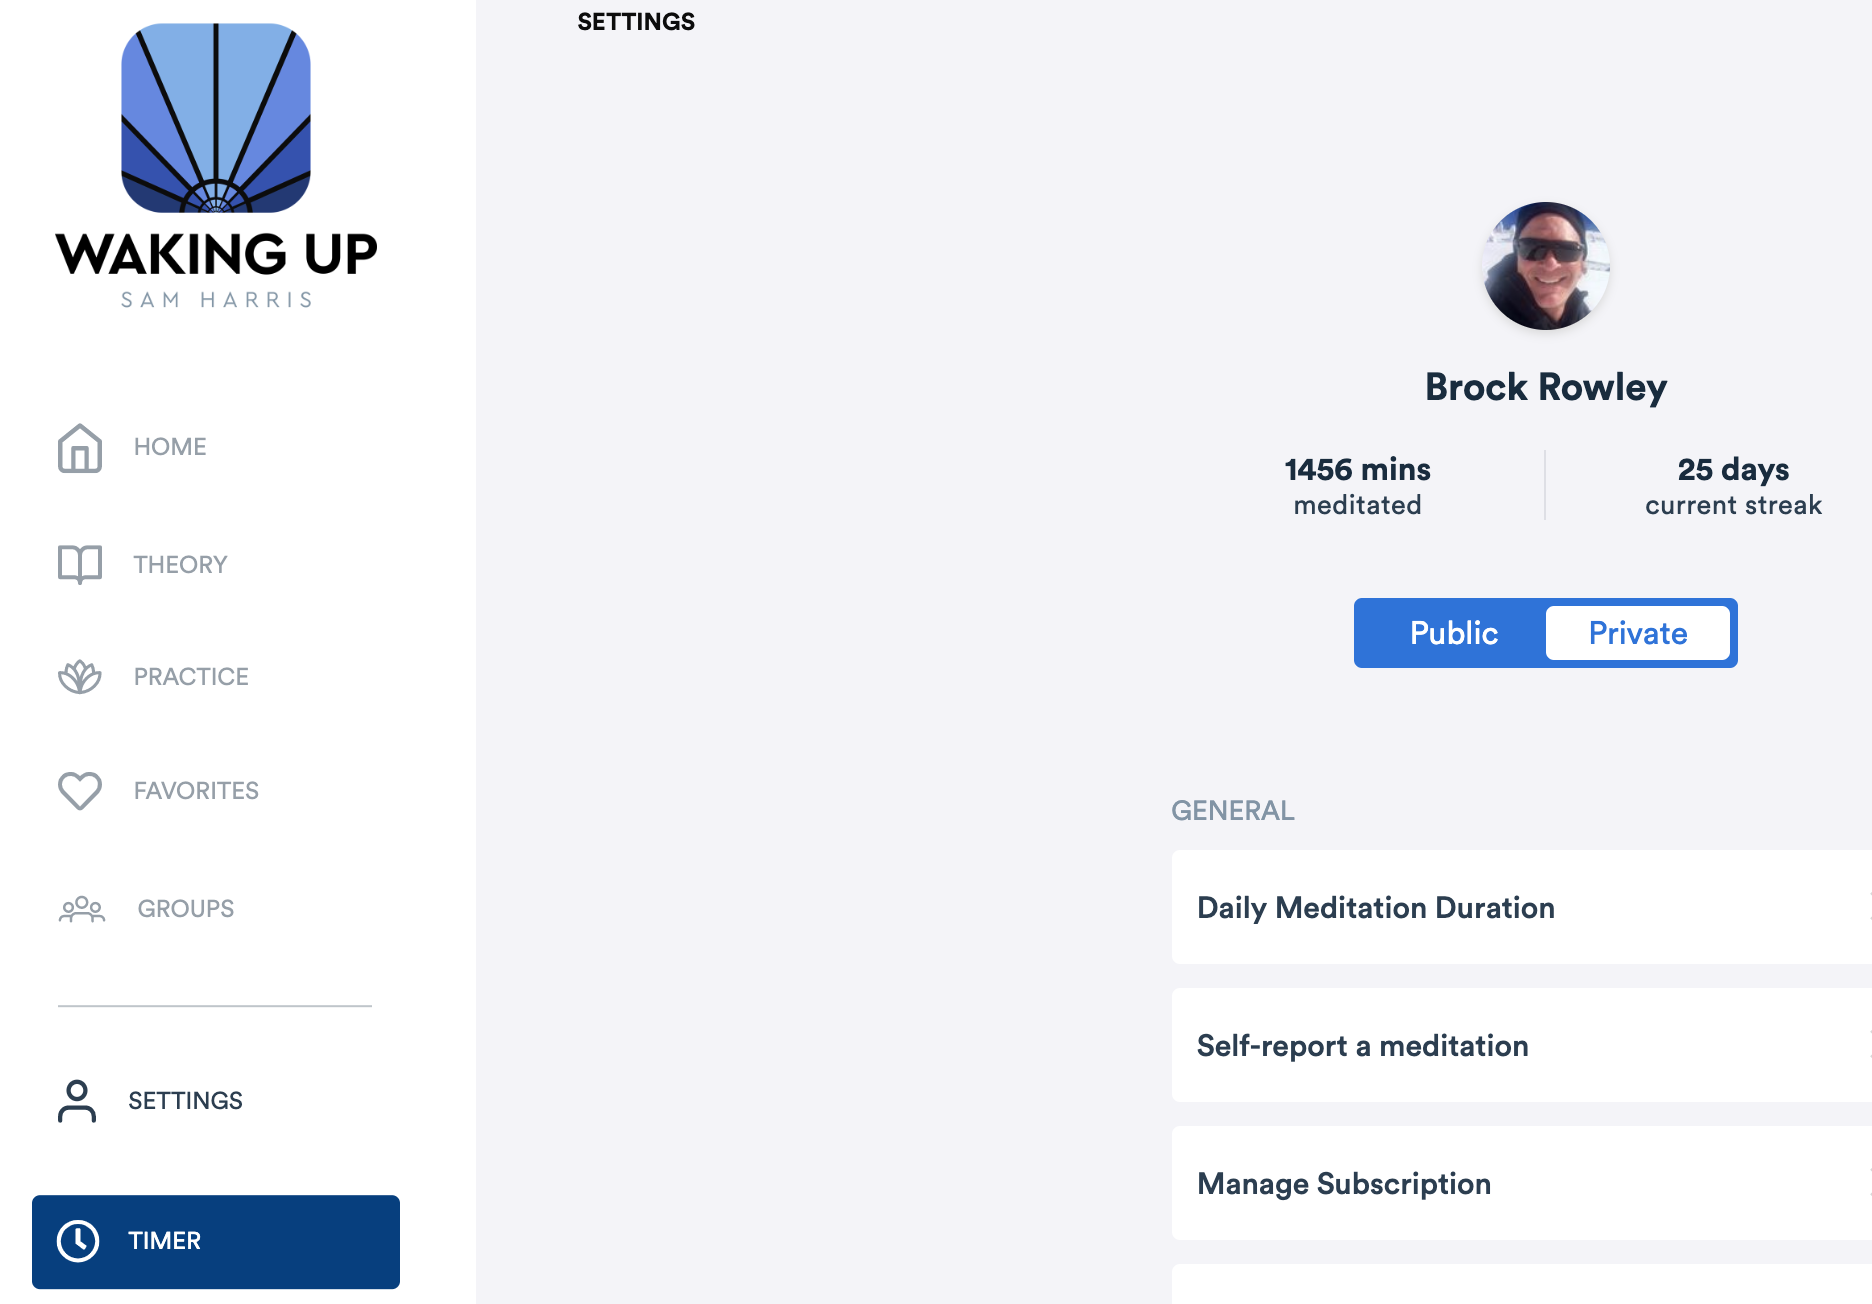 WAKING UP
SAM HARRIS
HOME
THEORY
PRACTICE
FAVORITES
GROUPS
SETTINGS
TIMER
SETTINGS
Brock Rowley
1456 mins
meditated
25 days
current streak
Public
Private
GENERAL
Daily Meditation Duration
Self-report a meditation
Manage Subscription